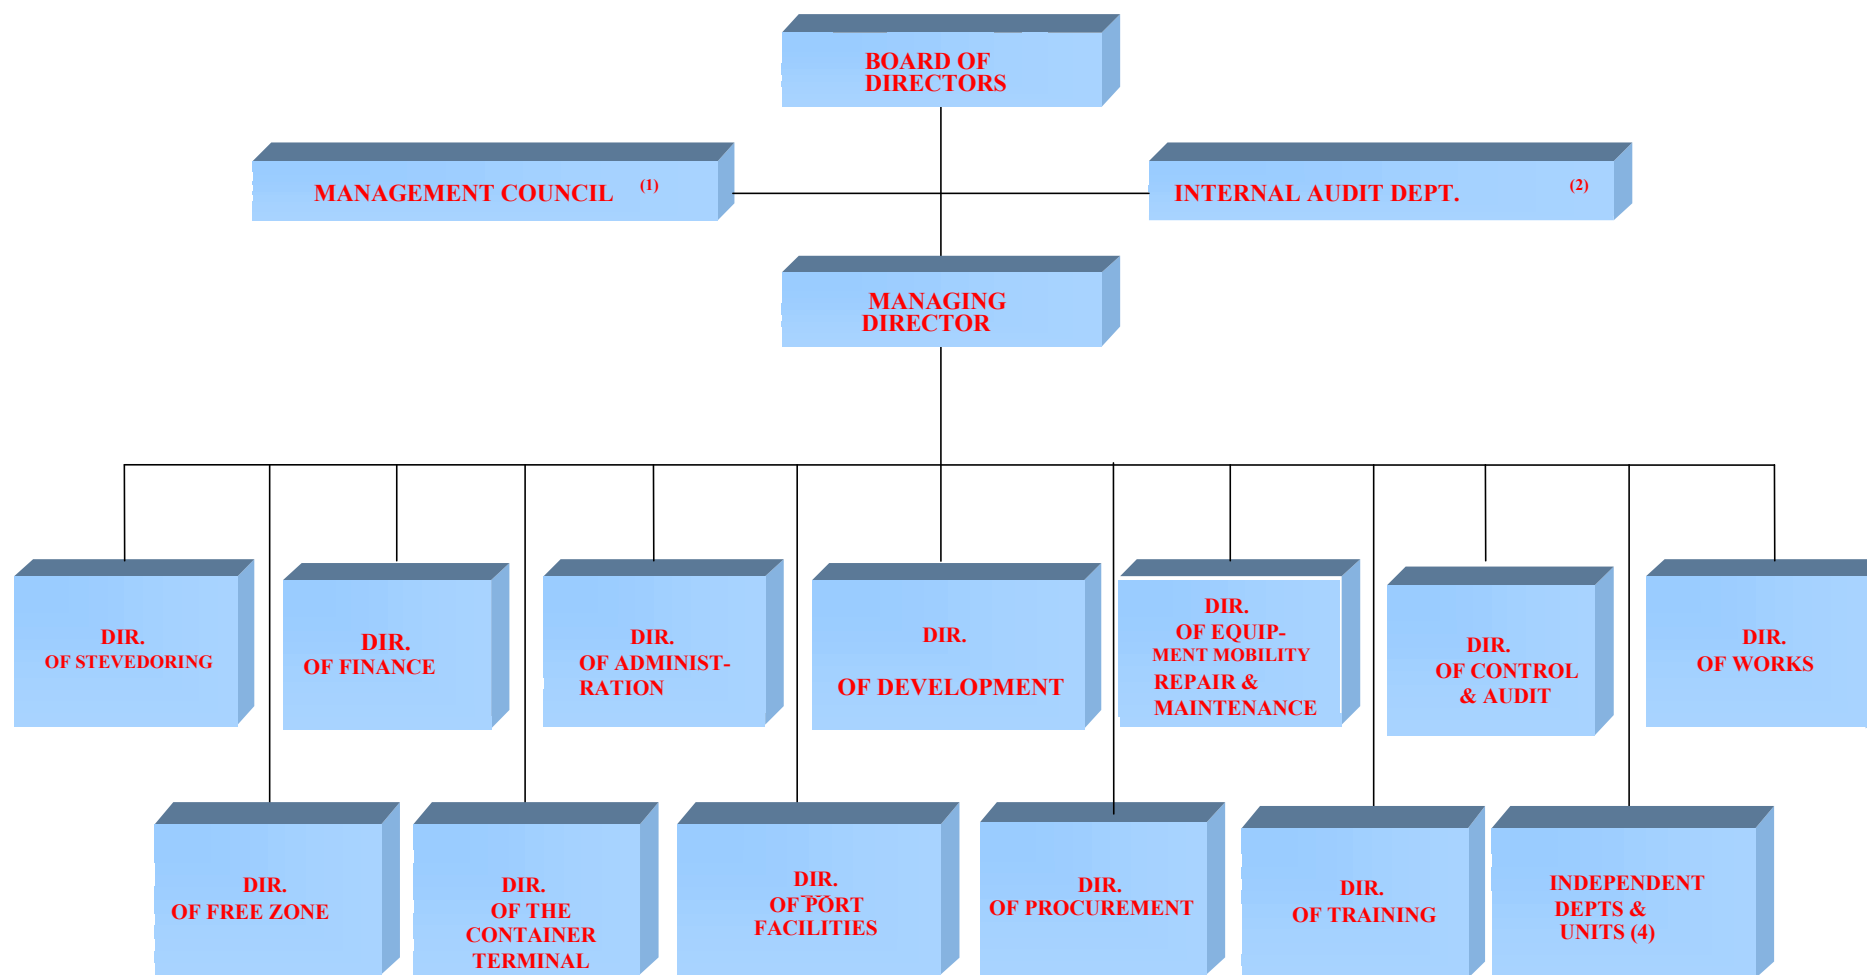 BOARD OF
DIRECTORS
MANAGEMENT COUNCIL (1)
INTERNAL AUDIT DEPT. (2)
MANAGING
DIRECTOR
DIR.
OF STEVEDORING
DIR.
OF FINANCE
DIR.
OF ADMINIST-
RATION
DIR.
OF DEVELOPMENT
DIR.
OF EQUIP-
MENT MOBILITY
REPAIR &
MAINTENANCE
DIR.
OF CONTROL
& AUDIT
DIR.
OF WORKS
DIR.
OF FREE ZONE
DIR.
OF THE
CONTAINER
TERMINAL
DIR.
OF PORT
FACILITIES
DIR.
OF PROCUREMENT
DIR.
OF TRAINING
INDEPENDENT
DEPTS &
UNITS (4)